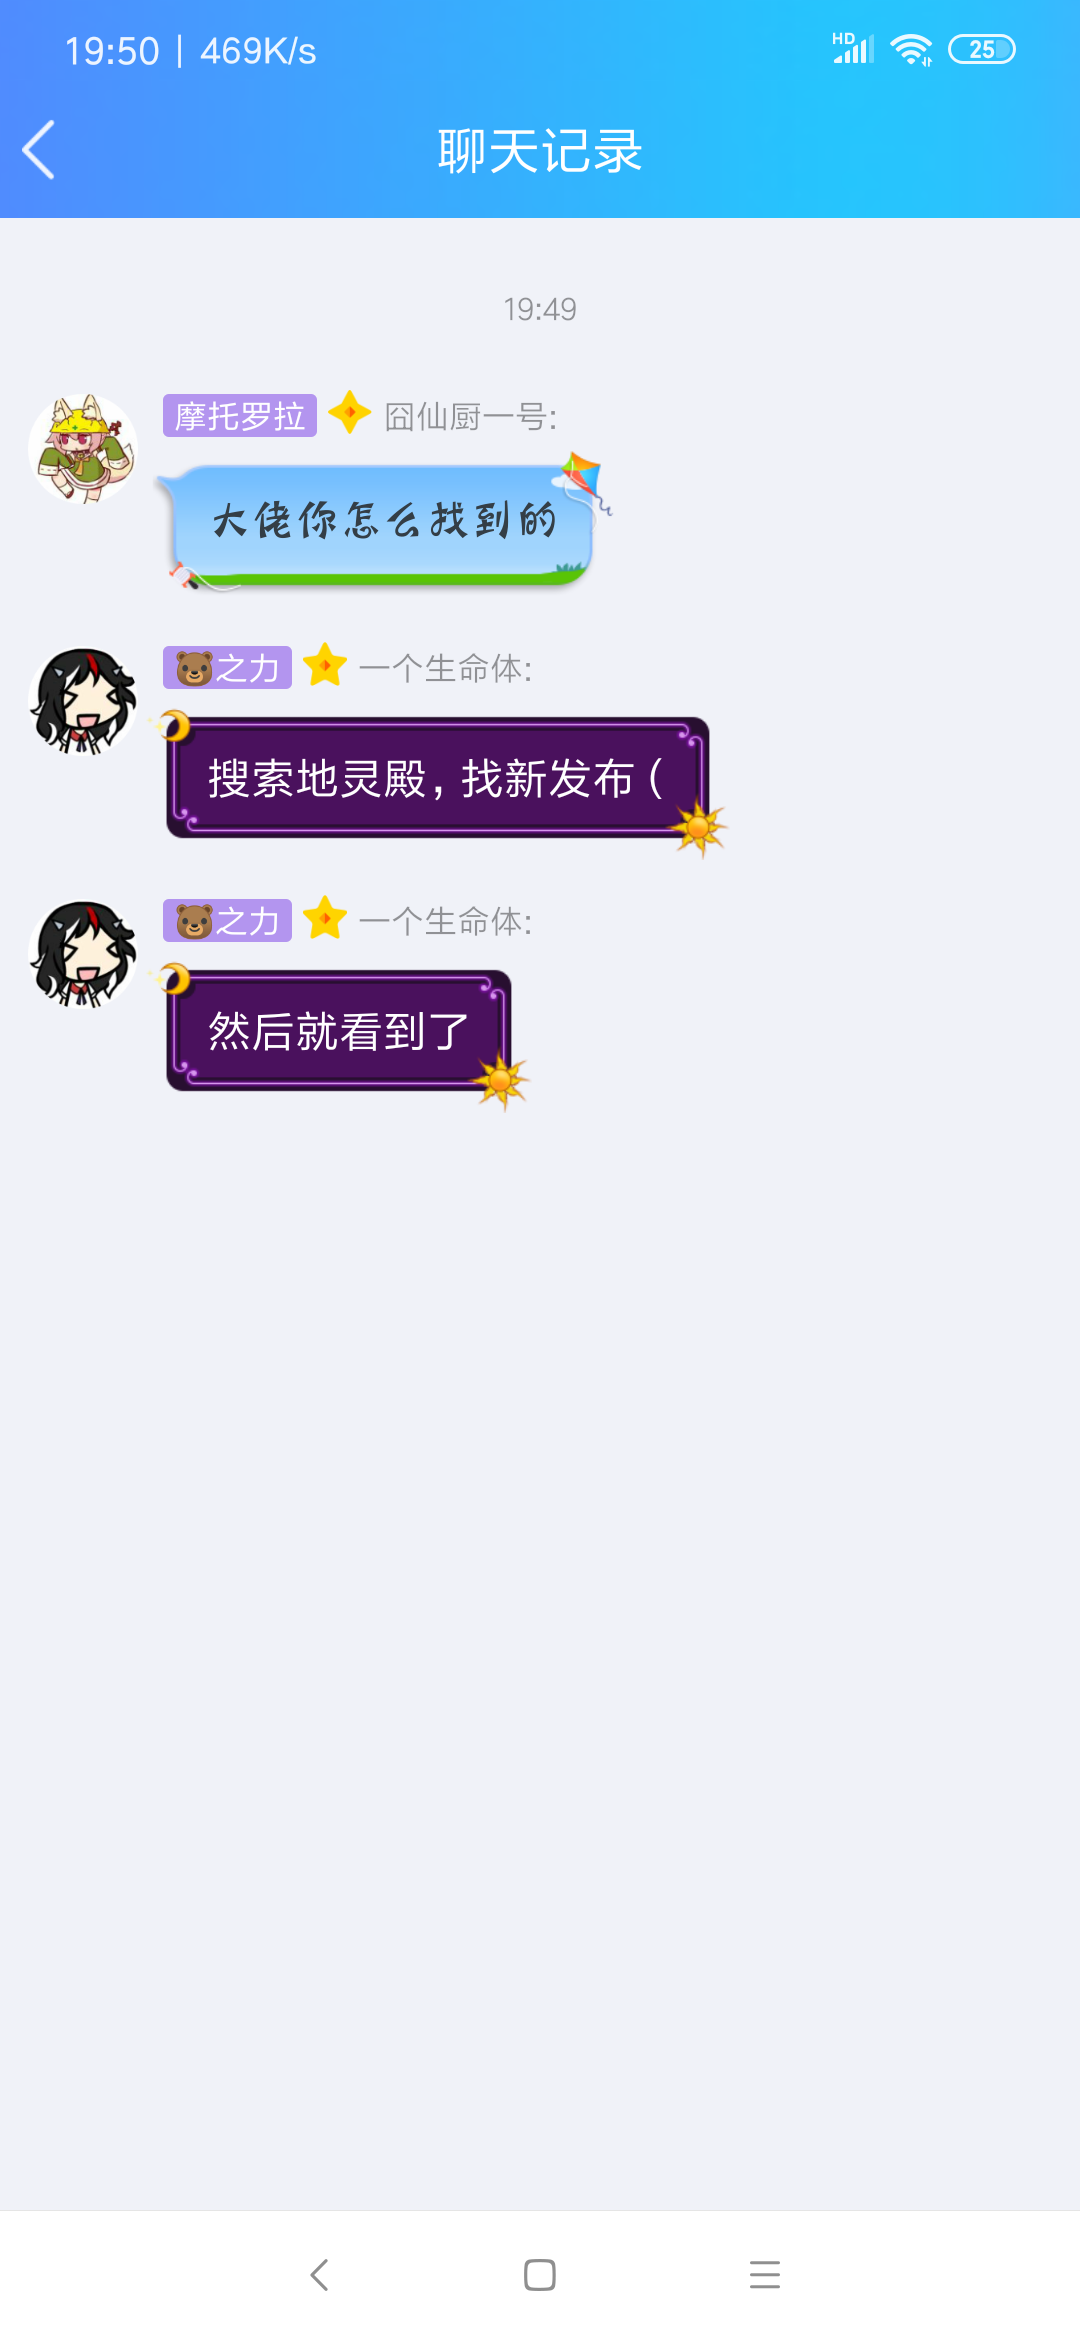 19:50 | 469K/s
HD
25
聊天记录
19:49
摩托罗拉 囧仙厨一号:
大佬你怎么找到的
🐻之力 一个生命体:
搜索地灵殿，找新发布（
🐻之力 一个生命体:
然后就看到了